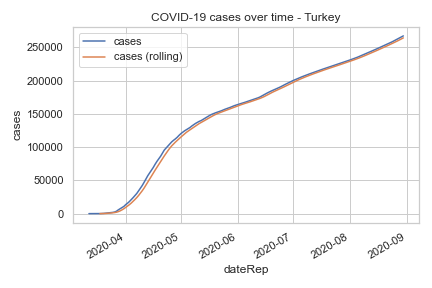 COVID-19 cases over time - Turkey
cases
cases (rolling)
250000
200000
150000
100000
50000
0
cases
2020-04
2020-05
2020-06
2020-07
2020-08
2020-09
dateRep